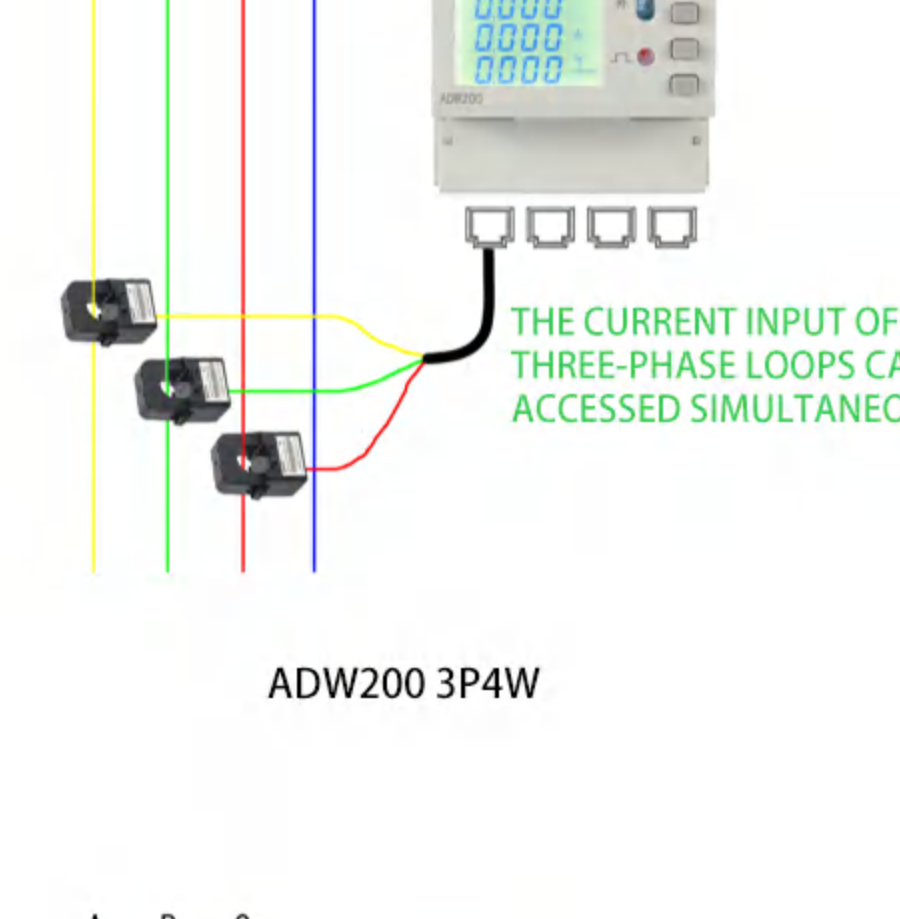 0000
0000
0000
ADW200
THE CURRENT INPUT OF
THREE-PHASE LOOPS CA
ACCESSED SIMULTANEO
ADW200 3P4W